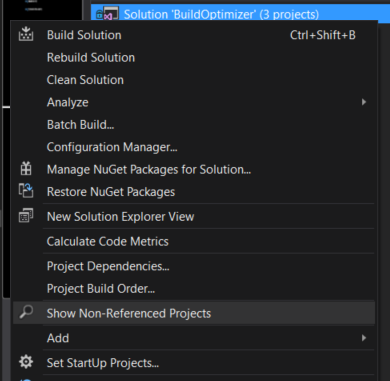 Solution 'BuildOptimizer' (3 projects)
Build Solution Ctrl+Shift+B
Rebuild Solution
Clean Solution
Analyze
Batch Build...
Configuration Manager...
Manage NuGet Packages for Solution...
Restore NuGet Packages
New Solution Explorer View
Calculate Code Metrics
Project Dependencies...
Project Build Order...
Show Non-Referenced Projects
Add
Set StartUp Projects...